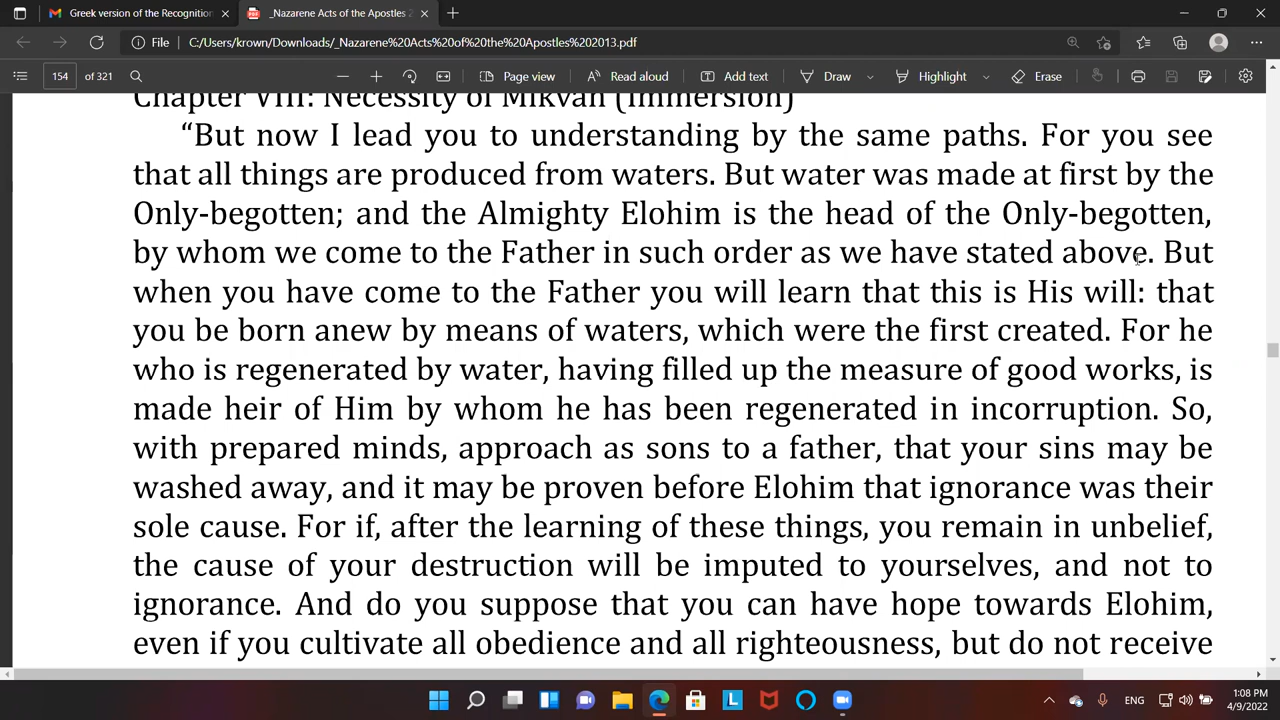 Greek version of the Recognition
_Nazarene Acts of the Apostles 2
File
C:/Users/krown/Downloads/_Nazarene%20Acts%20of%20the%20Apostles%202013.pdf
154 of 321
Page view
Read aloud
Add text
Draw
Highlight
Erase
Chapter VIII: Necessity of Mikvah (Immersion)
“But now I lead you to understanding by the same paths. For you see
that all things are produced from waters. But water was made at first by the
Only-begotten; and the Almighty Elohim is the head of the Only-begotten,
by whom we come to the Father in such order as we have stated above. But
when you have come to the Father you will learn that this is His will: that
you be born anew by means of waters, which were the first created. For he
who is regenerated by water, having filled up the measure of good works, is
made heir of Him by whom he has been regenerated in incorruption. So,
with prepared minds, approach as sons to a father, that your sins may be
washed away, and it may be proven before Elohim that ignorance was their
sole cause. For if, after the learning of these things, you remain in unbelief,
the cause of your destruction will be imputed to yourselves, and not to
ignorance. And do you suppose that you can have hope towards Elohim,
even if you cultivate all obedience and all righteousness, but do not receive
L
ENG
1:08 PM
4/9/2022